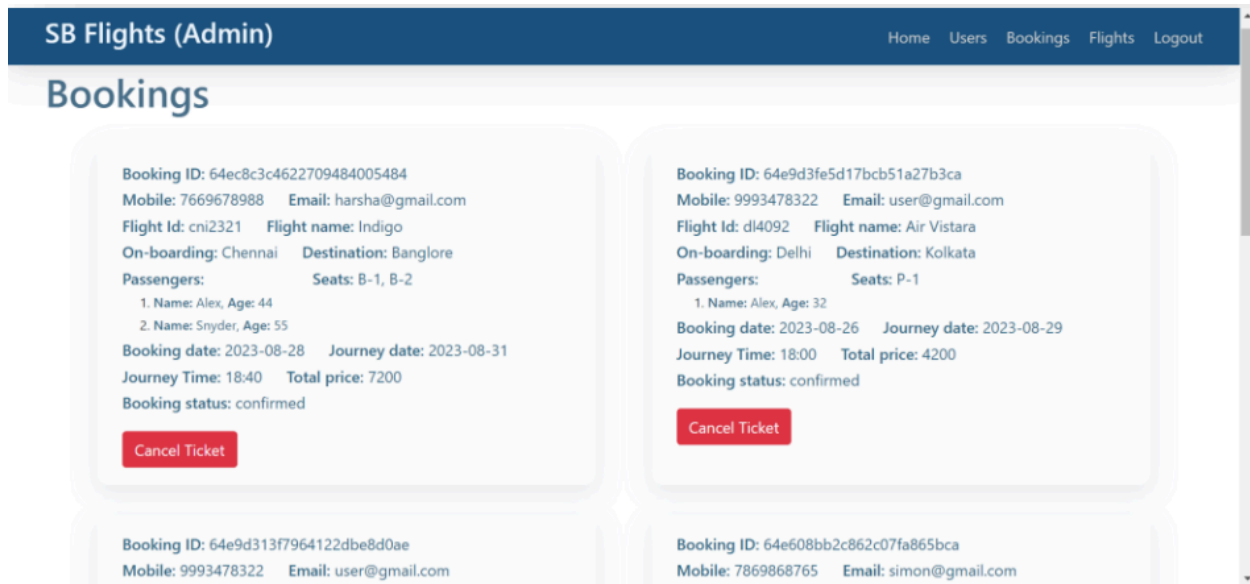 SB Flights (Admin)
Home Users Bookings Flights Logout
Bookings
Booking ID: 64ec8c3c4622709484005484
Mobile: 7669678988 Email: harsha@gmail.com
Flight Id: cni2321 Flight name: Indigo
On-boarding: Chennai Destination: Banglore
Passengers: Seats: B-1, B-2
1. Name: Alex, Age: 44
2. Name: Snyder, Age: 55
Booking date: 2023-08-28 Journey date: 2023-08-31
Journey Time: 18:40 Total price: 7200
Booking status: confirmed
Cancel Ticket
Booking ID: 64e9d3fe5d17bcb51a27b3ca
Mobile: 9993478322 Email: user@gmail.com
Flight Id: dl4092 Flight name: Air Vistara
On-boarding: Delhi Destination: Kolkata
Passengers: Seats: P-1
1. Name: Alex, Age: 32
Booking date: 2023-08-26 Journey date: 2023-08-29
Journey Time: 18:00 Total price: 4200
Booking status: confirmed
Cancel Ticket
Booking ID: 64e9d313f7964122dbe8d0ae
Mobile: 9993478322 Email: user@gmail.com
Booking ID: 64e608bb2c862c07fa865bca
Mobile: 7869868765 Email: simon@gmail.com